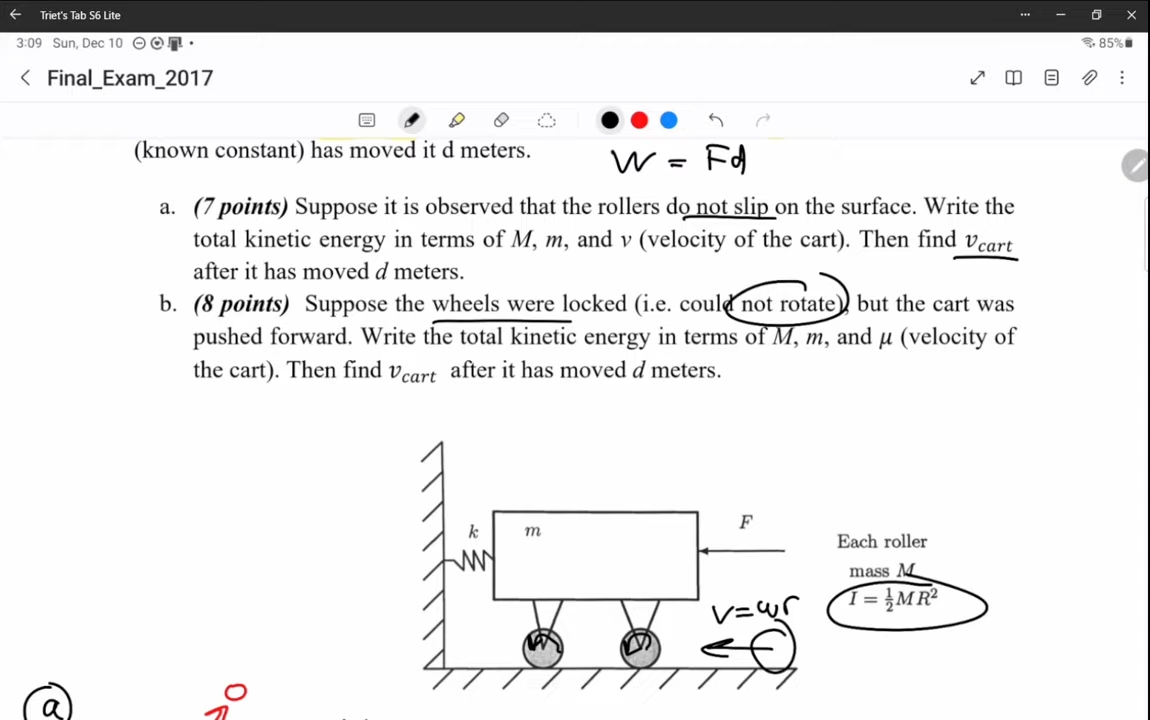 Triet's Tab S6 Lite
3:09 Sun, Dec 10
85%
Final_Exam_2017
(known constant) has moved it d meters.
W = Fd
a. (7 points) Suppose it is observed that the rollers do not slip on the surface. Write the
total kinetic energy in terms of M, m, and v (velocity of the cart). Then find v_cart
after it has moved d meters.
b. (8 points) Suppose the wheels were locked (i.e. could not rotate), but the cart was
pushed forward. Write the total kinetic energy in terms of M, m, and μ (velocity of
the cart). Then find v_cart after it has moved d meters.
k
m
F
Each roller
mass M
I = ½MR²
v=ωr
a
0